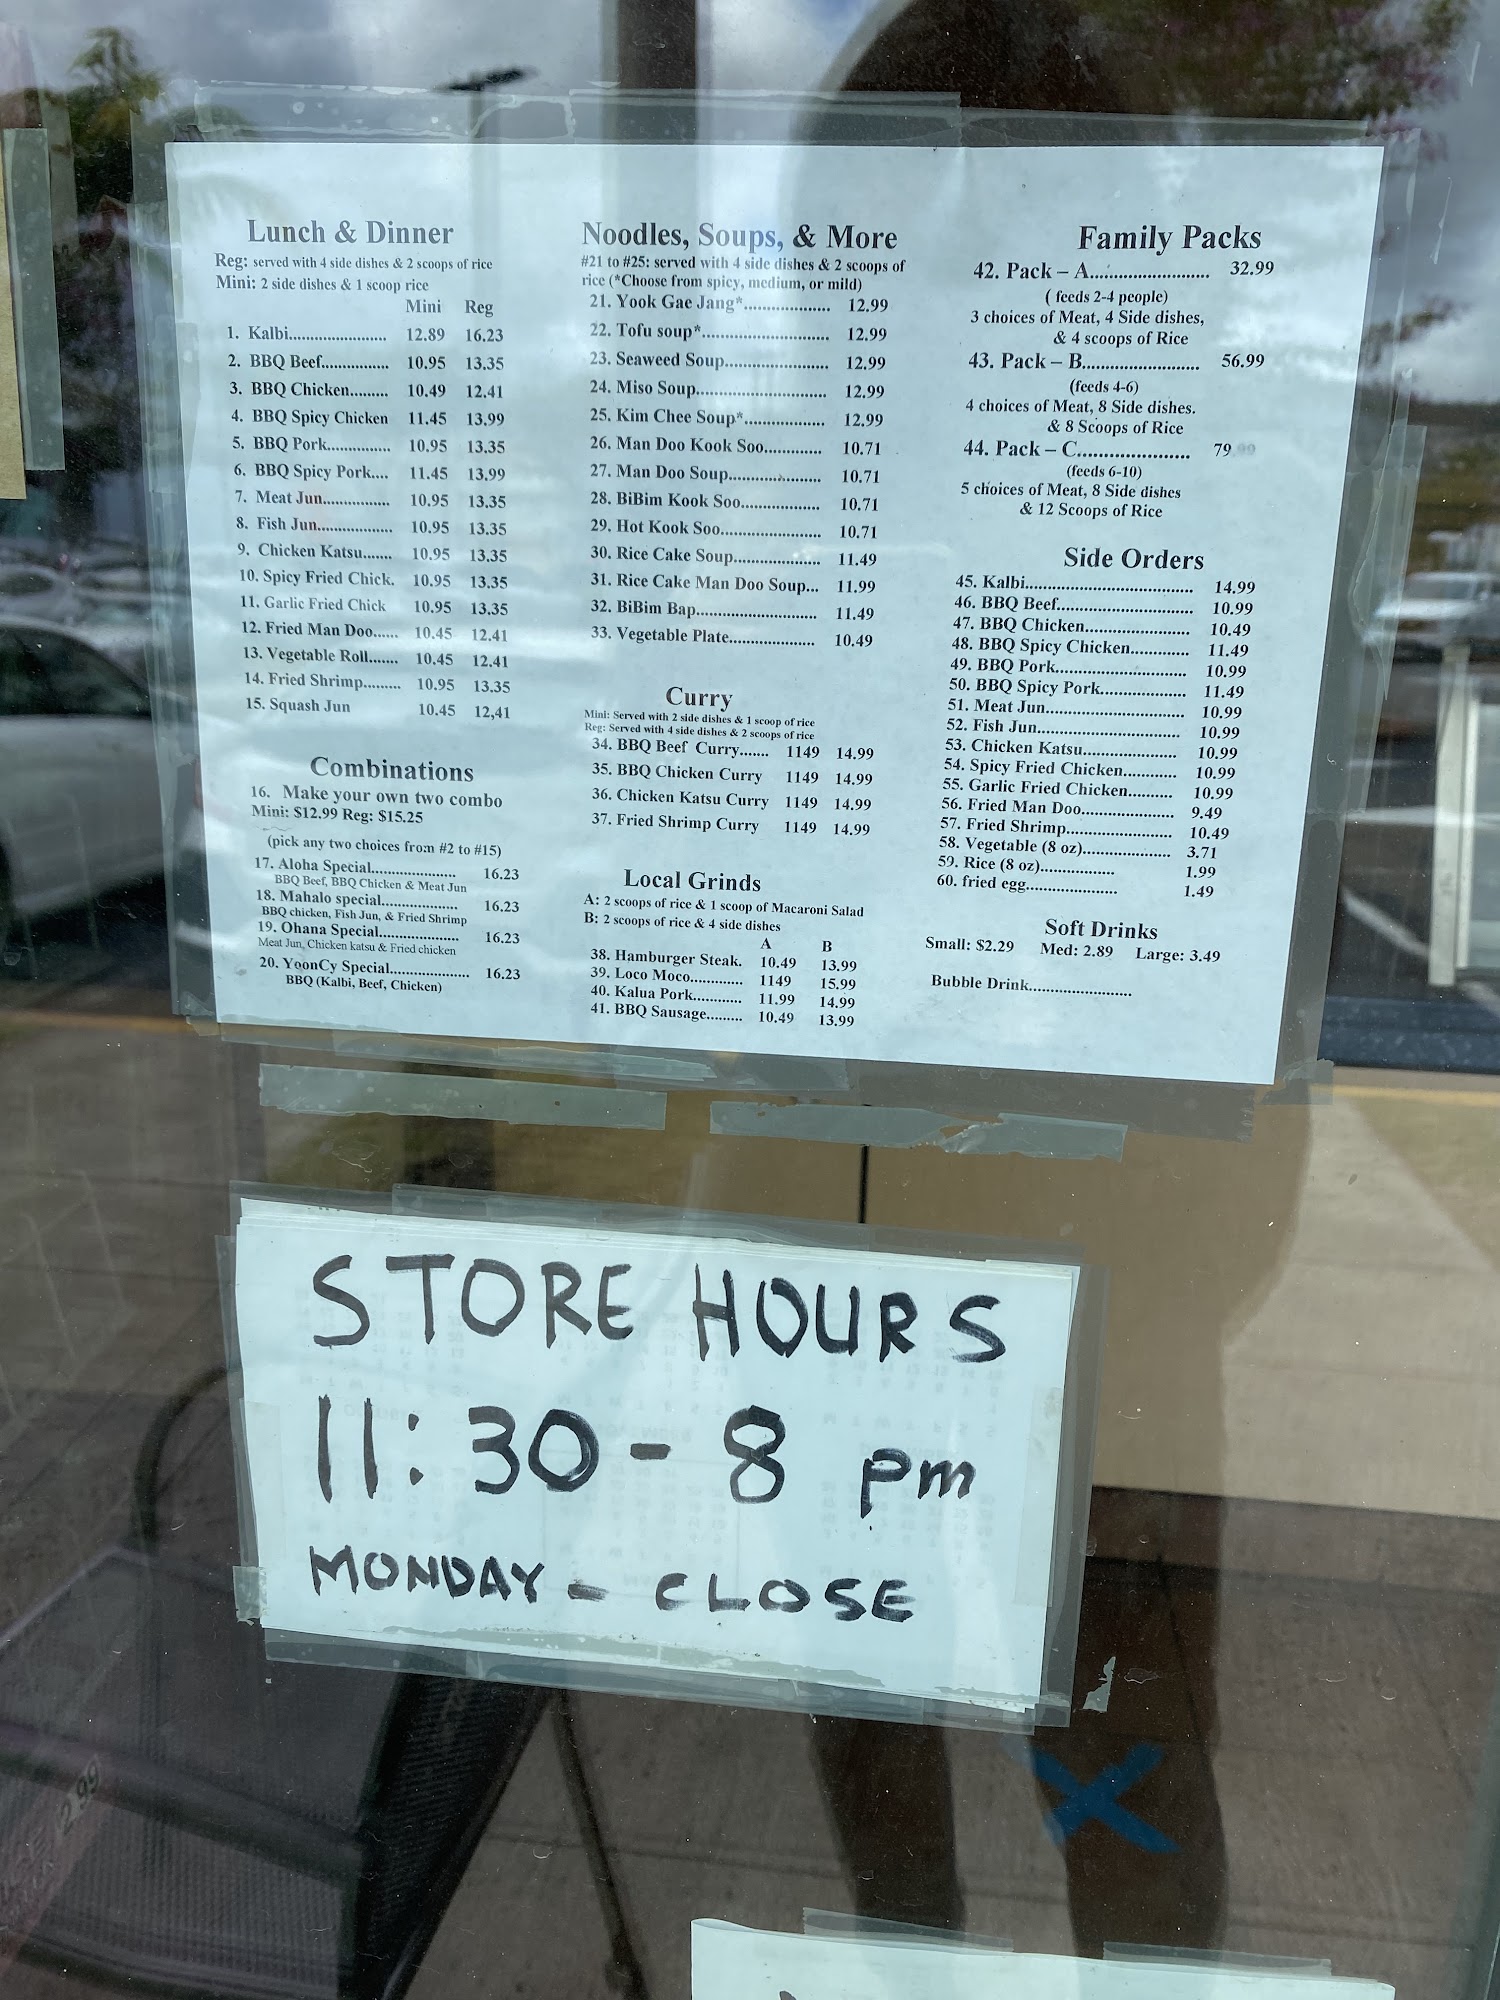 Lunch & Dinner
Reg: served with 4 side dishes & 2 scoops of rice
Mini: 2 side dishes & 1 scoop rice
Mini Reg
1. Kalbi........................ 12.89 16.23
2. BBQ Beef................ 10.95 13.35
3. BBQ Chicken......... 10.49 12.41
4. BBQ Spicy Chicken 11.45 13.99
5. BBQ Pork............... 10.95 13.35
6. BBQ Spicy Pork.... 11.45 13.99
7. Meat Jun................ 10.95 13.35
8. Fish Jun.................. 10.95 13.35
9. Chicken Katsu....... 10.95 13.35
10. Spicy Fried Chick. 10.95 13.35
11. Garlic Fried Chick 10.95 13.35
12. Fried Man Doo...... 10.45 12.41
13. Vegetable Roll....... 10.45 12.41
14. Fried Shrimp......... 10.95 13.35
15. Squash Jun 10.45 12,41
Combinations
16. Make your own two combo
Mini: $12.99 Reg: $15.25
(pick any two choices from #2 to #15)
17. Aloha Special..................... 16.23
BBQ Beef, BBQ Chicken & Meat Jun
18. Mahalo special................... 16.23
BBQ chicken, Fish Jun, & Fried Shrimp
19. Ohana Special.................... 16.23
Meat Jun, Chicken katsu & Fried chicken
20. YoonCy Special................... 16.23
BBQ (Kalbi, Beef, Chicken)
Noodles, Soups, & More
#21 to #25: served with 4 side dishes & 2 scoops of
rice (*Choose from spicy, medium, or mild)
21. Yook Gae Jang*.................... 12.99
22. Tofu soup*.............................. 12.99
23. Seaweed Soup........................ 12.99
24. Miso Soup.............................. 12.99
25. Kim Chee Soup*................... 12.99
26. Man Doo Kook Soo............. 10.71
27. Man Doo Soup...................... 10.71
28. BiBim Kook Soo................... 10.71
29. Hot Kook Soo........................ 10.71
30. Rice Cake Soup..................... 11.49
31. Rice Cake Man Doo Soup... 11.99
32. BiBim Bap............................. 11.49
33. Vegetable Plate..................... 10.49
Curry
Mini: Served with 2 side dishes & 1 scoop of rice
Reg: Served with 4 side dishes & 2 scoops of rice
34. BBQ Beef Curry....... 1149 14.99
35. BBQ Chicken Curry 1149 14.99
36. Chicken Katsu Curry 1149 14.99
37. Fried Shrimp Curry 1149 14.99
Local Grinds
A: 2 scoops of rice & 1 scoop of Macaroni Salad
B: 2 scoops of rice & 4 side dishes
A B
38. Hamburger Steak. 10.49 13.99
39. Loco Moco............. 1149 15.99
40. Kalua Pork............ 11.99 14.99
41. BBQ Sausage......... 10.49 13.99
Family Packs
42. Pack – A......................... 32.99
( feeds 2-4 people)
3 choices of Meat, 4 Side dishes,
& 4 scoops of Rice
43. Pack – B......................... 56.99
(feeds 4-6)
4 choices of Meat, 8 Side dishes.
& 8 Scoops of Rice
44. Pack – C........................ 79.99
(feeds 6-10)
5 choices of Meat, 8 Side dishes
& 12 Scoops of Rice
Side Orders
45. Kalbi...................................... 14.99
46. BBQ Beef.............................. 10.99
47. BBQ Chicken........................ 10.49
48. BBQ Spicy Chicken............. 11.49
49. BBQ Pork.............................. 10.99
50. BBQ Spicy Pork................... 11.49
51. Meat Jun............................... 10.99
52. Fish Jun................................ 10.99
53. Chicken Katsu..................... 10.99
54. Spicy Fried Chicken............ 10.99
55. Garlic Fried Chicken.......... 10.99
56. Fried Man Doo.................... 9.49
57. Fried Shrimp....................... 10.49
58. Vegetable (8 oz)................... 3.71
59. Rice (8 oz)................ 1.99
60. fried egg.................... 1.49
Soft Drinks
Small: $2.29 Med: 2.89 Large: 3.49
Bubble Drink.......................
STORE HOURS
11:30 - 8 pm
MONDAY - CLOSE
2.99